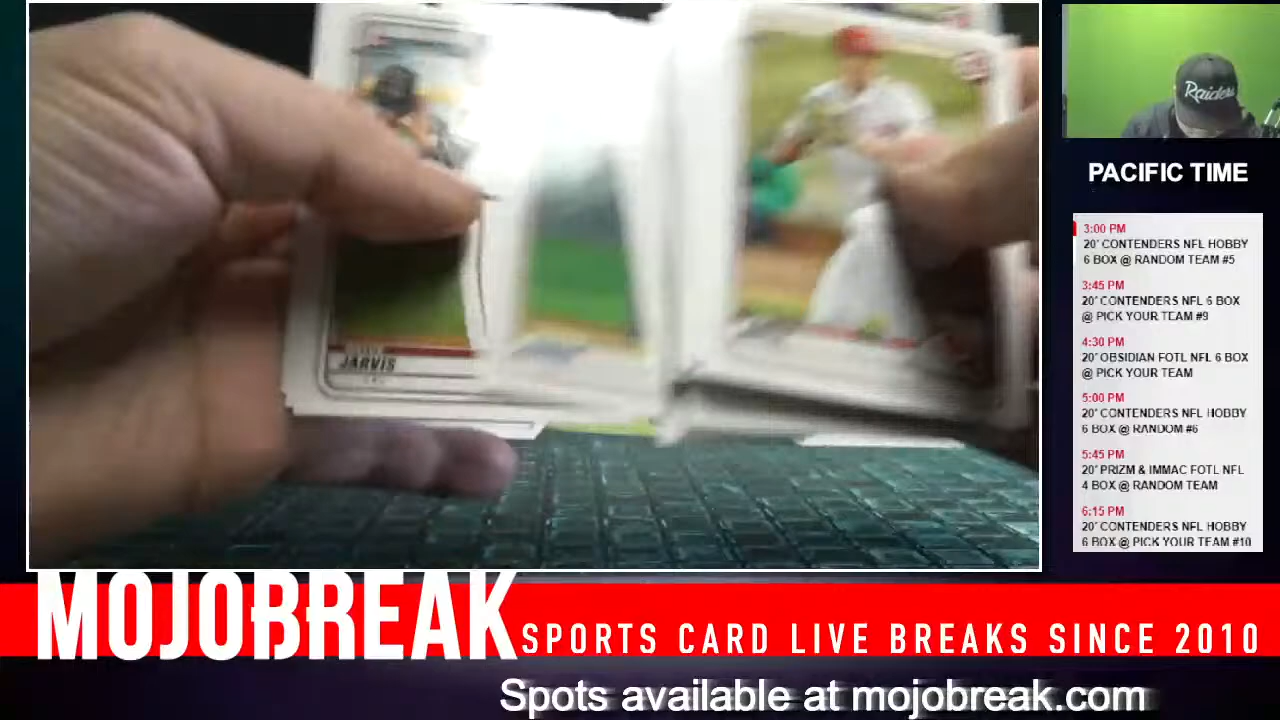 Raiders
PACIFIC TIME
3:00 PM
20' CONTENDERS NFL HOBBY
6 BOX @ RANDOM TEAM #5
3:45 PM
20' CONTENDERS NFL 6 BOX
@ PICK YOUR TEAM #9
4:30 PM
20' OBSIDIAN FOTL NFL 6 BOX
@ PICK YOUR TEAM
5:00 PM
20' CONTENDERS NFL HOBBY
6 BOX @ RANDOM #6
5:45 PM
20' PRIZM & IMMAC FOTL NFL
4 BOX @ RANDOM TEAM
6:15 PM
20' CONTENDERS NFL HOBBY
6 BOX @ PICK YOUR TEAM #10
JARVIS
MOJOBREAK
SPORTS CARD LIVE BREAKS SINCE 2010
Spots available at mojobreak.com